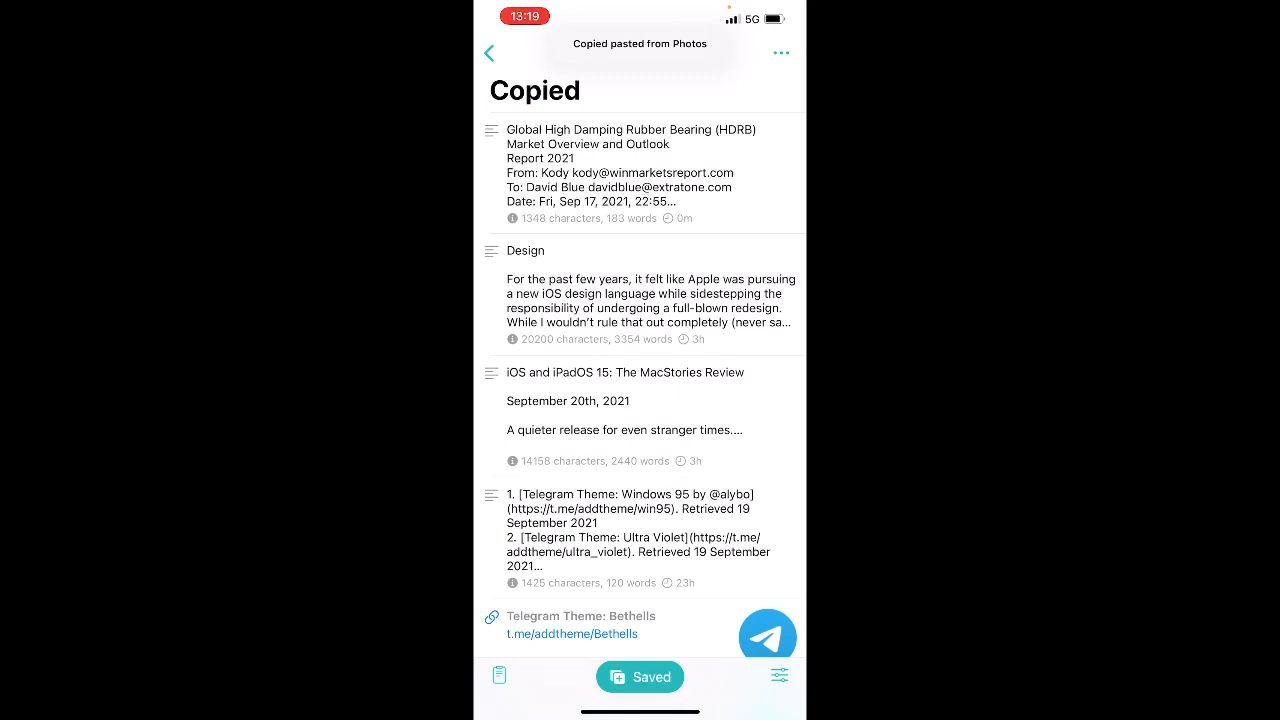 13:19
5G
Copied pasted from Photos
Copied
Global High Damping Rubber Bearing (HDRB)
Market Overview and Outlook
Report 2021
From: Kody kody@winmarketsreport.com
To: David Blue davidblue@extratone.com
Date: Fri, Sep 17, 2021, 22:55...
1348 characters, 183 words 0m
Design
For the past few years, it felt like Apple was pursuing
a new iOS design language while sidestepping the
responsibility of undergoing a full-blown redesign.
While I wouldn't rule that out completely (never sa...
20200 characters, 3354 words 3h
iOS and iPadOS 15: The MacStories Review
September 20th, 2021
A quieter release for even stranger times....
14158 characters, 2440 words 3h
1. [Telegram Theme: Windows 95 by @alybo]
(https://t.me/addtheme/win95). Retrieved 19
September 2021
2. [Telegram Theme: Ultra Violet](https://t.me/
addtheme/ultra_violet). Retrieved 19 September
2021...
1425 characters, 120 words 23h
Telegram Theme: Bethells
t.me/addtheme/Bethells
Saved